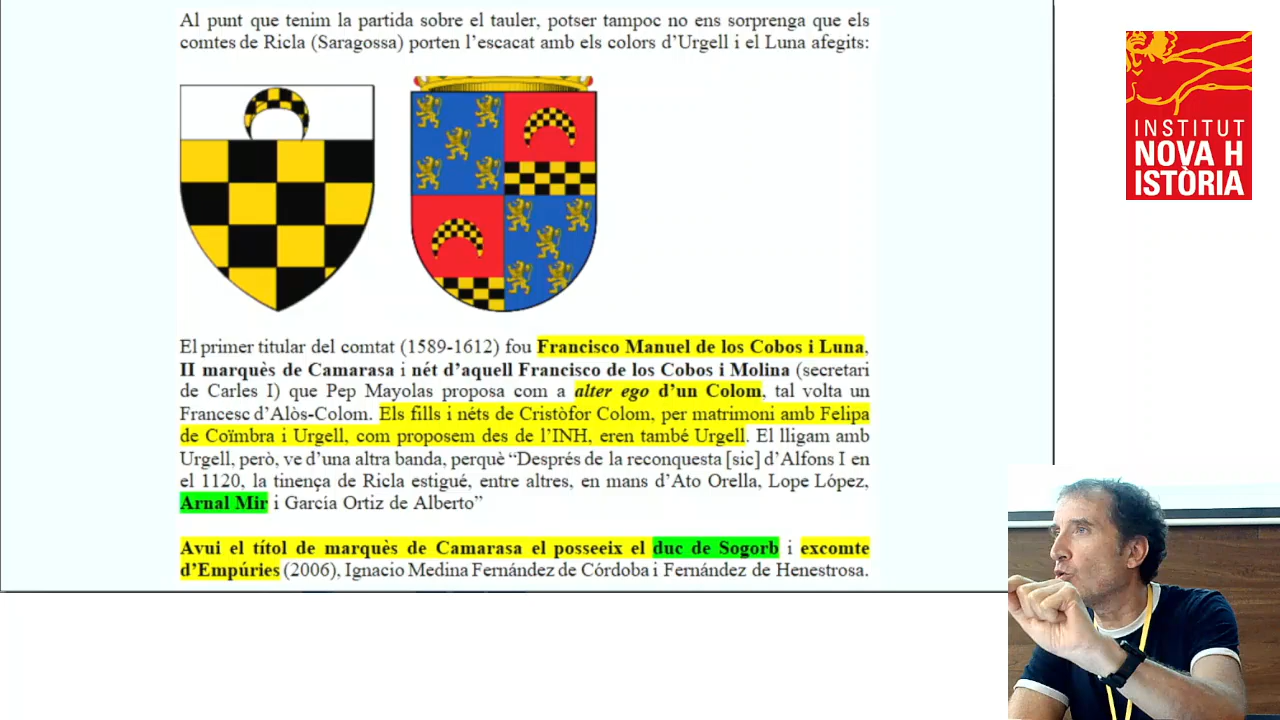 Al punt que tenim la partida sobre el tauler, potser tampoc no ens sorprenga que els
comtes de Ricla (Saragossa) porten l'escacat amb els colors d'Urgell i el Luna afegits:
INSTITUT
NOVA H
ISTÒRIA
El primer titular del comtat (1589-1612) fou Francisco Manuel de los Cobos i Luna,
II marquès de Camarasa i nét d'aquell Francisco de los Cobos i Molina (secretari
de Carles I) que Pep Mayolas proposa com a alter ego d'un Colom, tal volta un
Francesc d'Alòs-Colom. Els fills i néts de Cristòfor Colom, per matrimoni amb Felipa
de Coïmbra i Urgell, com proposem des de l'INH, eren també Urgell. El lligam amb
Urgell, però, ve d'una altra banda, perquè “Després de la reconquesta [sic] d'Alfons I en
el 1120, la tinença de Ricla estigué, entre altres, en mans d'Ato Orella, Lope López,
Arnal Mir i García Ortiz de Alberto”
Avui el títol de marquès de Camarasa el posseeix el duc de Sogorb i excomte
d'Empúries (2006), Ignacio Medina Fernández de Córdoba i Fernández de Henestrosa.